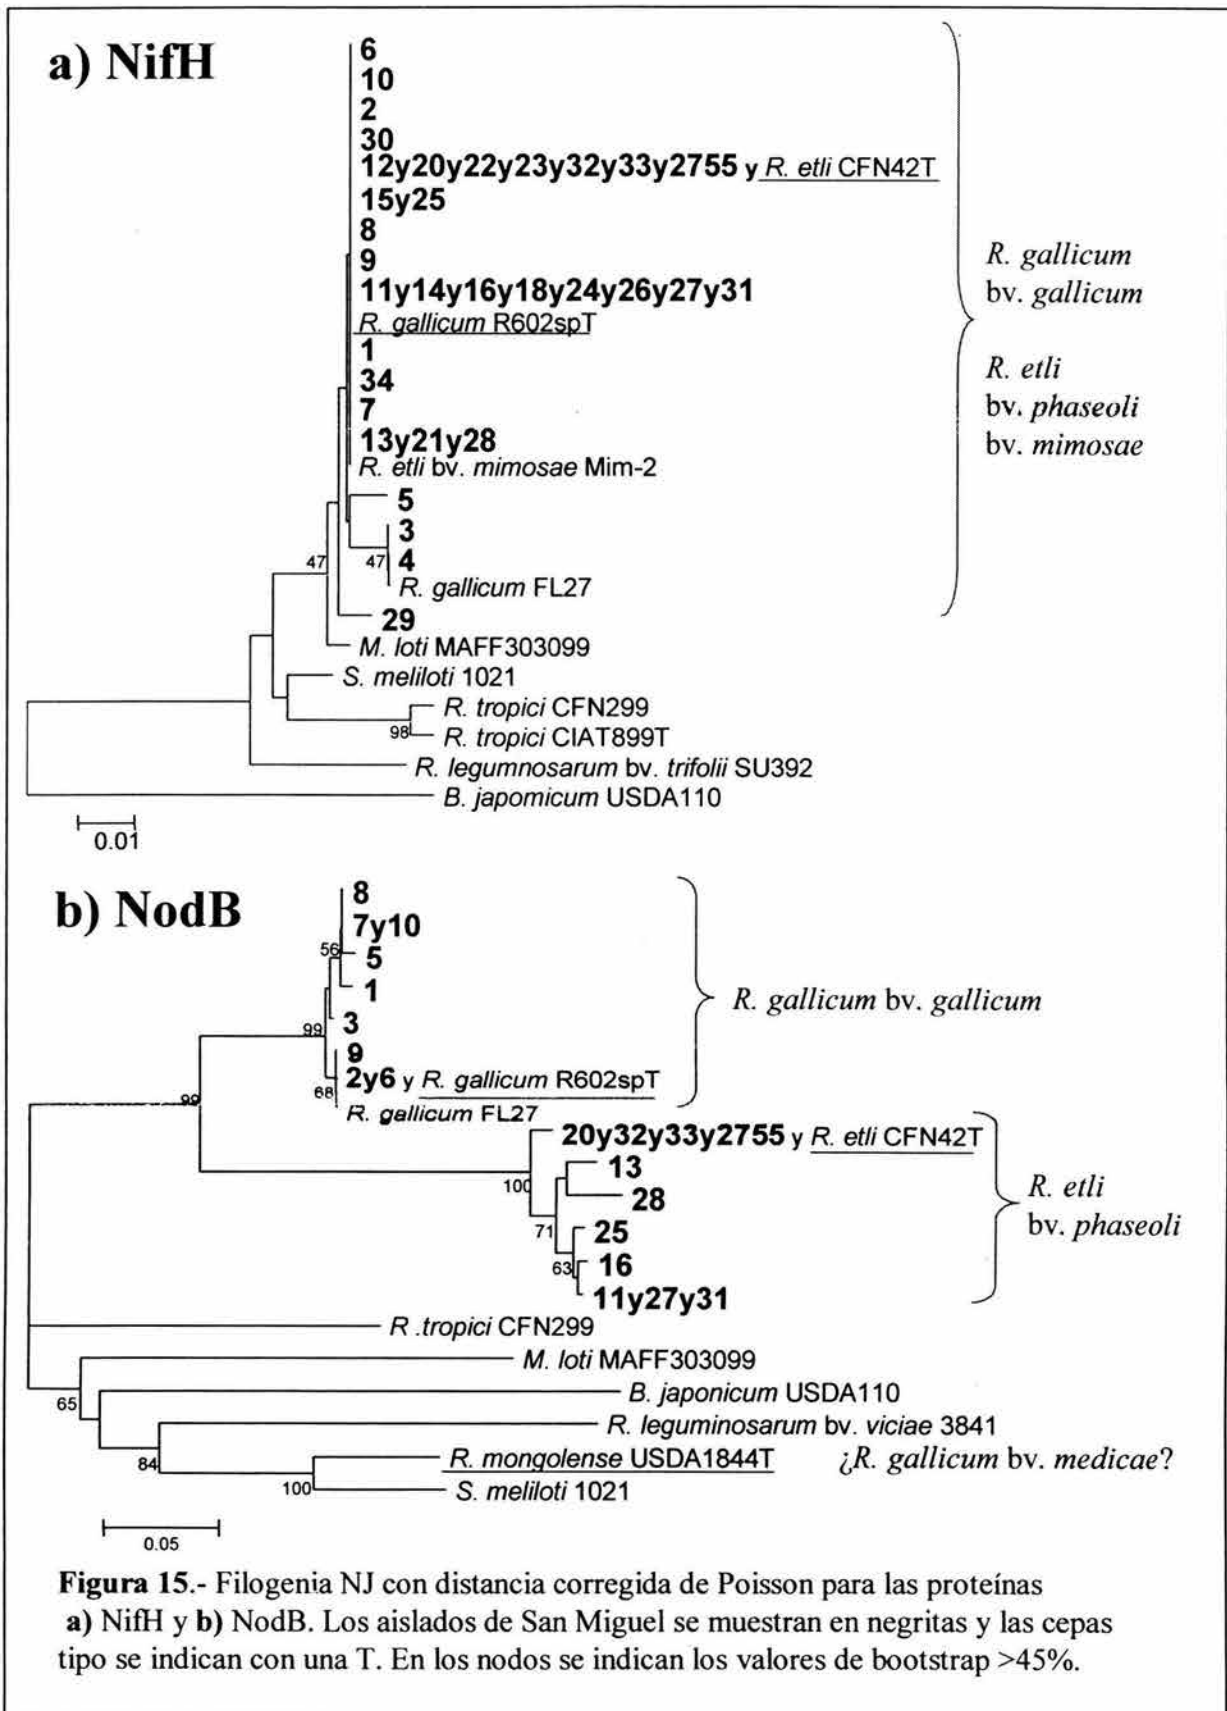 a) NifH
6
10
2
30
12y20y22y23y32y33y2755 y R. etli CFN42T
15y25
8
9
11y14y16y18y24y26y27y31
R. gallicum R602spT
1
34
7
13y21y28
R. etli bv. mimosae Mim-2
5
3
47
4
R. gallicum FL27
47
29
M. loti MAFF303099
S. meliloti 1021
R. tropici CFN299
98
R. tropici CIAT899T
R. legumnosarum bv. trifolii SU392
B. japomicum USDA110
0.01
R. gallicum
bv. gallicum
R. etli
bv. phaseoli
bv. mimosae
b) NodB
8
7y10
56
5
1
3
99
9
2y6 y R. gallicum R602spT
68
R. gallicum FL27
R. gallicum bv. gallicum
99
20y32y33y2755 y R. etli CFN42T
13
100
28
71
25
63
16
11y27y31
R. etli
bv. phaseoli
R .tropici CFN299
M. loti MAFF303099
65
B. japonicum USDA110
R. leguminosarum bv. viciae 3841
84
R. mongolense USDA1844T ¿R. gallicum bv. medicae?
100
S. meliloti 1021
0.05
Figura 15.- Filogenia NJ con distancia corregida de Poisson para las proteínas
a) NifH y b) NodB. Los aislados de San Miguel se muestran en negritas y las cepas
tipo se indican con una T. En los nodos se indican los valores de bootstrap >45%.